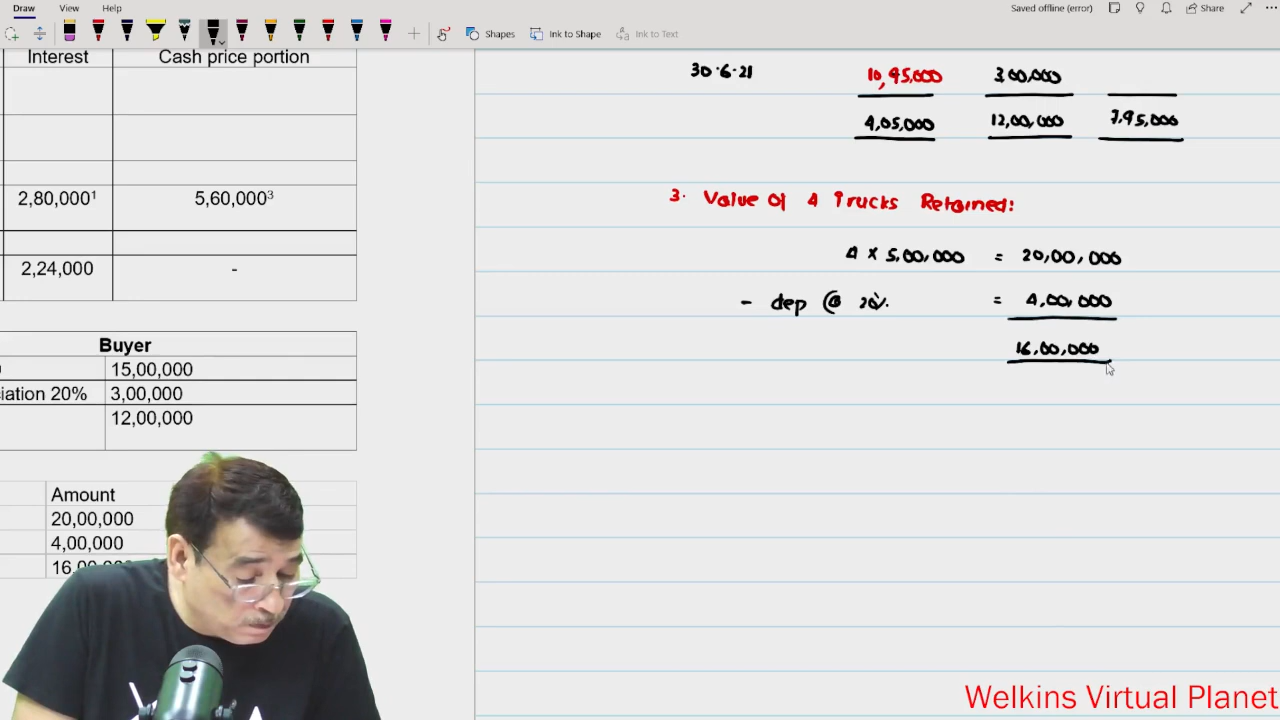 Draw View Help
Saved offline (error)
Share
Shapes
Ink to Shape
Ink to Text
Interest Cash price portion
2,80,000¹ 5,60,000³
2,24,000 -
Buyer
15,00,000
iation 20% 3,00,000
12,00,000
Amount
20,00,000
4,00,000
16,00
30.6.21 10,95,000 3,00,000
4,05,000 12,00,000 7,95,000
3. Value Of 4 Trucks Retained:
4 x 5,00,000 = 20,00,000
- dep @ 20%. = 4,00,000
16,00,000
Welkins Virtual Planet